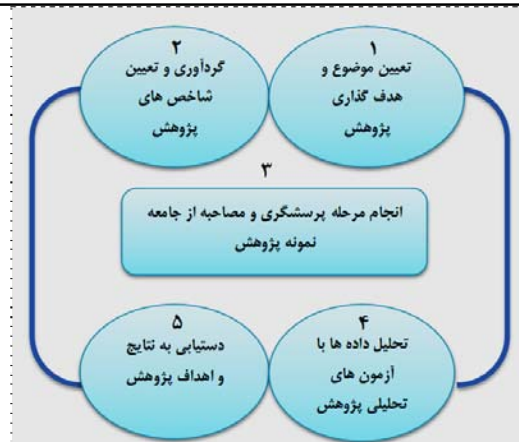 ۱
تعیین موضوع و
هدف گذاری
پژوهش
۲
گردآوری و تعیین
شاخص های
پژوهش
۳
انجام مرحله پرسشگری و مصاحبه از جامعه
نمونه پژوهش
۴
تحلیل داده ها با
آزمون های
تحلیلی پژوهش
۵
دستیابی به نتایج
و اهداف پژوهش